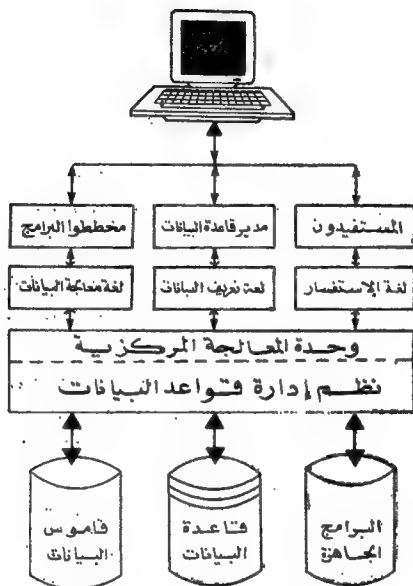 المستفيدون
مدير قاعدة البيانات
مخططوا البرامج
لغة الاستفسار
لغة تعريف البيانات
لغة معالجة البيانات
وحدة المعالجة المركزية
نظم إدارة قواعد البيانات
البرامج
الجاهزة
قاعدة
البيانات
قاموس
البيانات